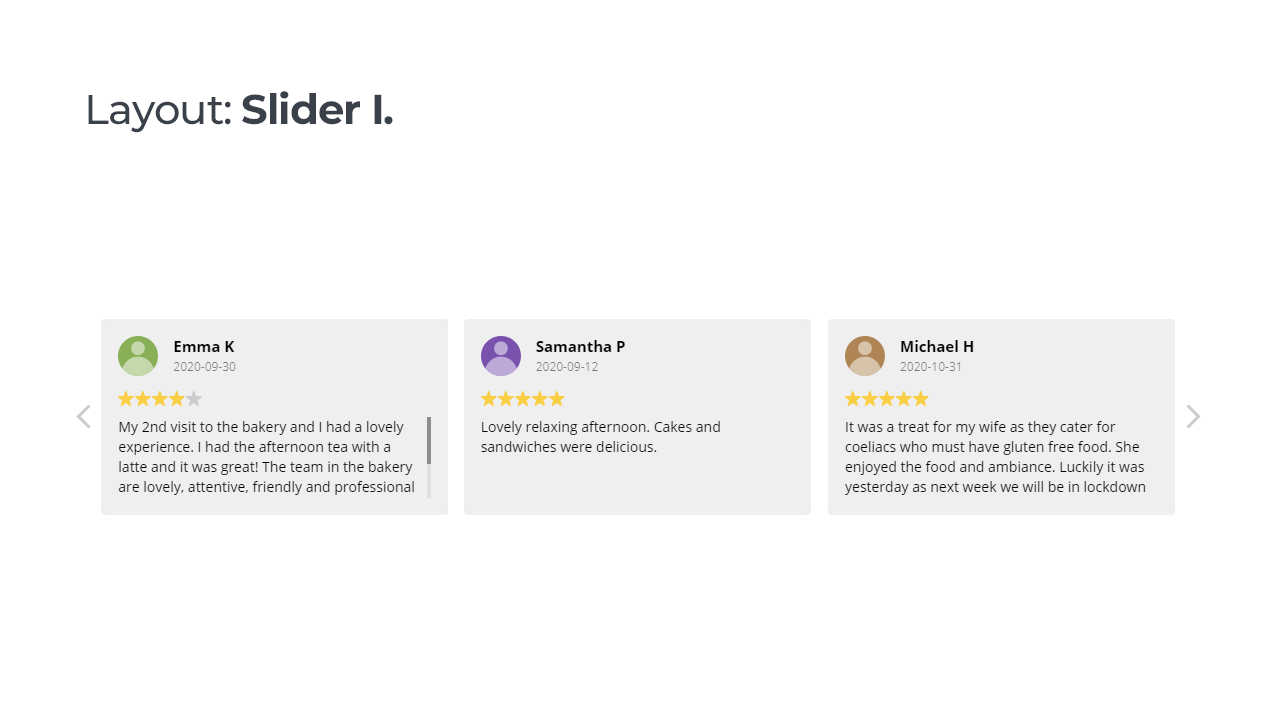 Layout: Slider I.
Emma K
2020-09-30
My 2nd visit to the bakery and I had a lovely
experience. I had the afternoon tea with a
latte and it was great! The team in the bakery
are lovely, attentive, friendly and professional
Samantha P
2020-09-12
Lovely relaxing afternoon. Cakes and
sandwiches were delicious.
Michael H
2020-10-31
It was a treat for my wife as they cater for
coeliacs who must have gluten free food. She
enjoyed the food and ambiance. Luckily it was
yesterday as next week we will be in lockdown